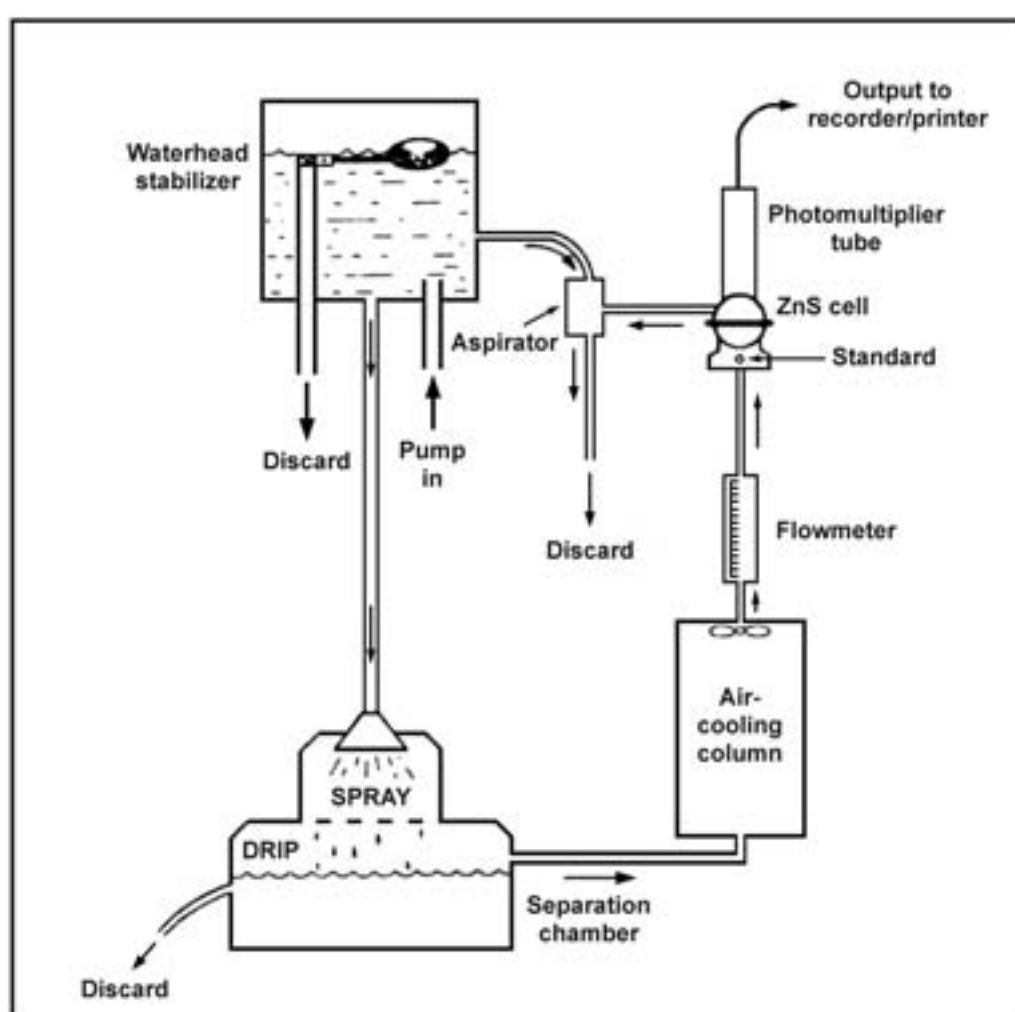 Output to
recorder/printer
Waterhead
stabilizer
Photomultiplier
tube
ZnS cell
Aspirator
Standard
Discard
Pump
in
Discard
Flowmeter
Air-
cooling
column
SPRAY
DRIP
Separation
chamber
Discard